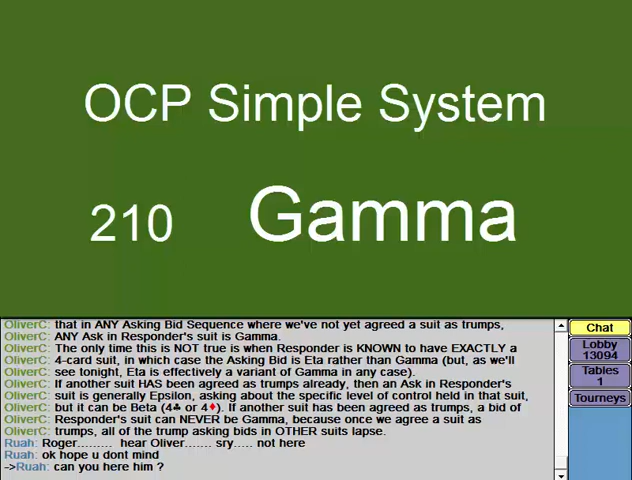 OCP Simple System
210 Gamma
OliverC: that in ANY Asking Bid Sequence where we've not yet agreed a suit as trumps,
OliverC: ANY Ask in Responder's suit is Gamma.
OliverC: The only time this is NOT true is when Responder is KNOWN to have EXACTLY a
OliverC: 4-card suit, in which case the Asking Bid is Eta rather than Gamma (but, as we'll
OliverC: see tonight, Eta is effectively a variant of Gamma in any case).
OliverC: If another suit HAS been agreed as trumps already, then an Ask in Responder's
OliverC: suit is generally Epsilon, asking about the specific level of control held in that suit,
OliverC: but it can be Beta (4♣ or 4♦). If another suit has been agreed as trumps, a bid of
OliverC: Responder's suit can NEVER be Gamma, because once we agree a suit as
OliverC: trumps, all of the trump asking bids in OTHER suits lapse.
Ruah: Roger......... hear Oliver....... sry..... not here
Ruah: ok hope u dont mind
->Ruah: can you here him ?
Chat
Lobby
13094
Tables
1
Tourneys